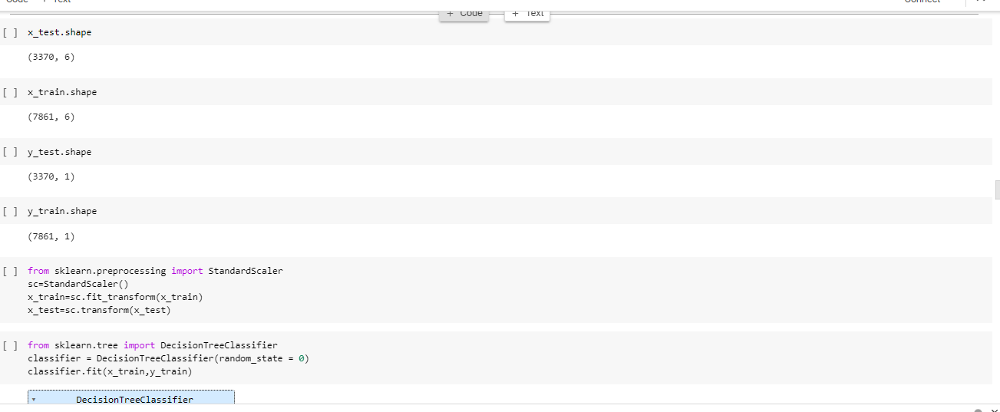 Code + Text
Connect
+ Code + Text
[ ] x_test.shape
(3370, 6)
[ ] x_train.shape
(7861, 6)
[ ] y_test.shape
(3370, 1)
[ ] y_train.shape
(7861, 1)
[ ] from sklearn.preprocessing import StandardScaler
sc=StandardScaler()
x_train=sc.fit_transform(x_train)
x_test=sc.transform(x_test)
[ ] from sklearn.tree import DecisionTreeClassifier
classifier = DecisionTreeClassifier(random_state = 0)
classifier.fit(x_train,y_train)
▾ DecisionTreeClassifier